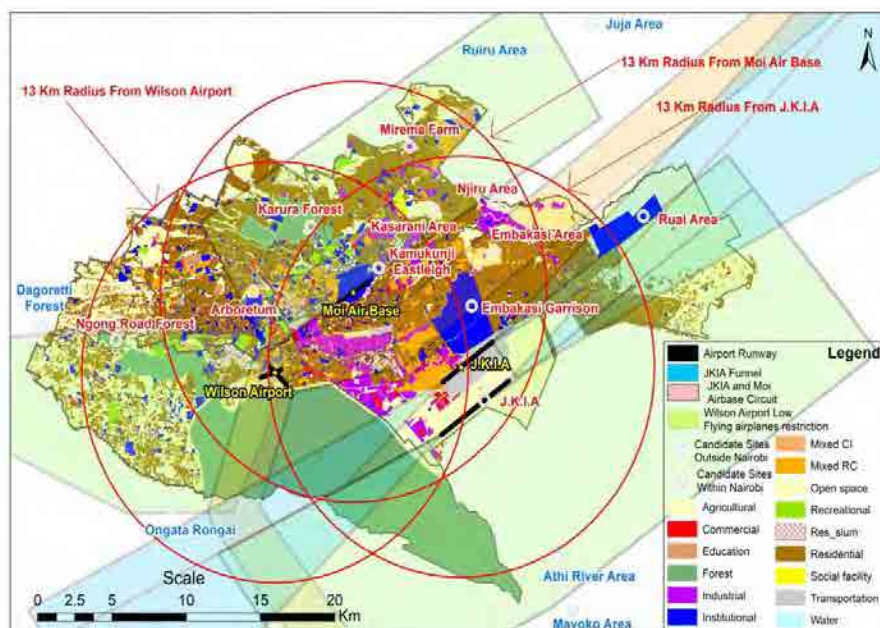 Juja Area
Ruiru Area
N
13 Km Radius From Moi Air Base
13 Km Radius From Wilson Airport
13 Km Radius From J.K.I.A
Mirema Farm
Njiru Area
Karura Forest
Kasarani Area
Embakasi Area
Ruai Area
Kamukunji
Eastleigh
Dagoretti
Forest
Arboretum
Moi Air Base
Embakasi Garrison
Ngong Road Forest
J.K.I.A
Wilson Airport
J.K.I.A
Ongata Rongai
Athi River Area
Mavoko Area
Scale
0 2.5 5 10 15 20
Km
Legend
Airport Runway
JKIA Funnel
JKIA and Moi
Airbase Circuit
Wilson Airport Low
Flying airplanes restriction
Candidate Sites
Outside Nairobi
Candidate Sites
Within Nairobi
Agricultural
Commercial
Education
Forest
Industrial
Institutional
Mixed CI
Mixed RC
Open space
Recreational
Res_slum
Residential
Social facility
Transportation
Water